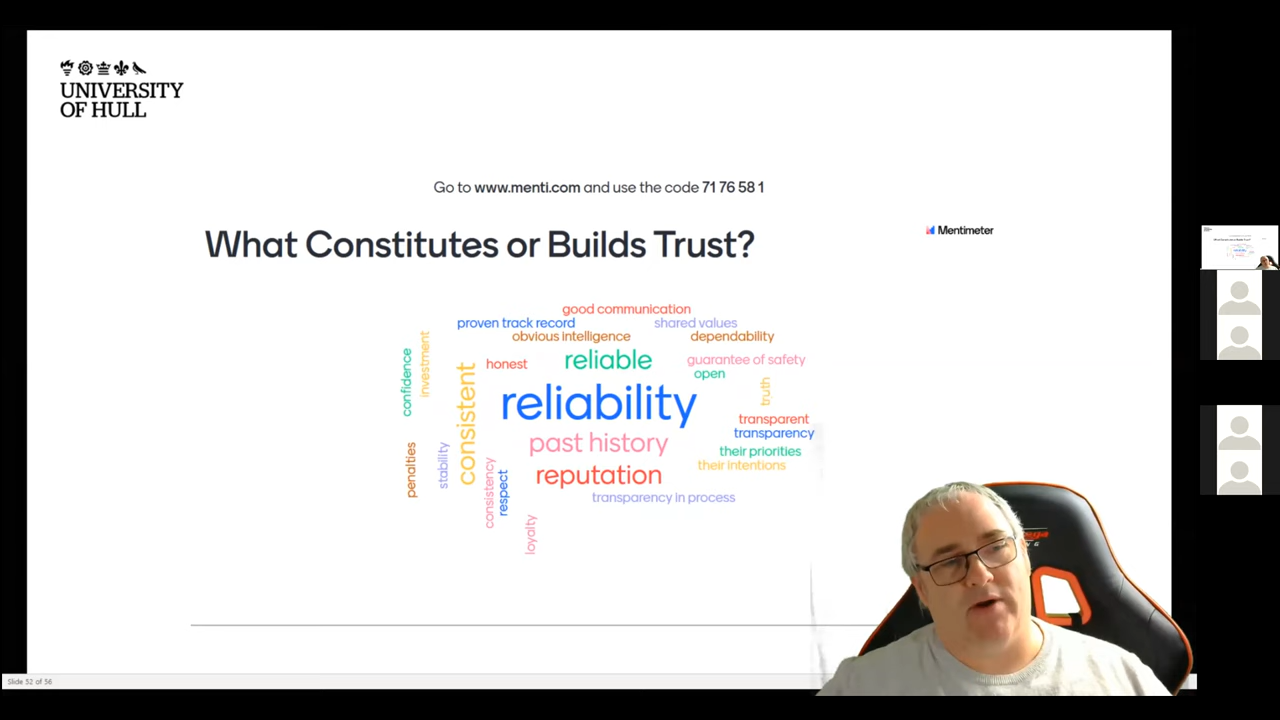 UNIVERSITY
OF HULL
Go to www.menti.com and use the code 71 76 58 1
What Constitutes or Builds Trust?
Mentimeter
good communication
proven track record
shared values
obvious intelligence
dependability
investment
confidence
consistent
honest
reliable
guarantee of safety
open
truth
reliability
transparent
transparency
past history
their priorities
their intentions
penalties
stability
consistency
respect
reputation
transparency in process
loyalty
Slide 52 of 56